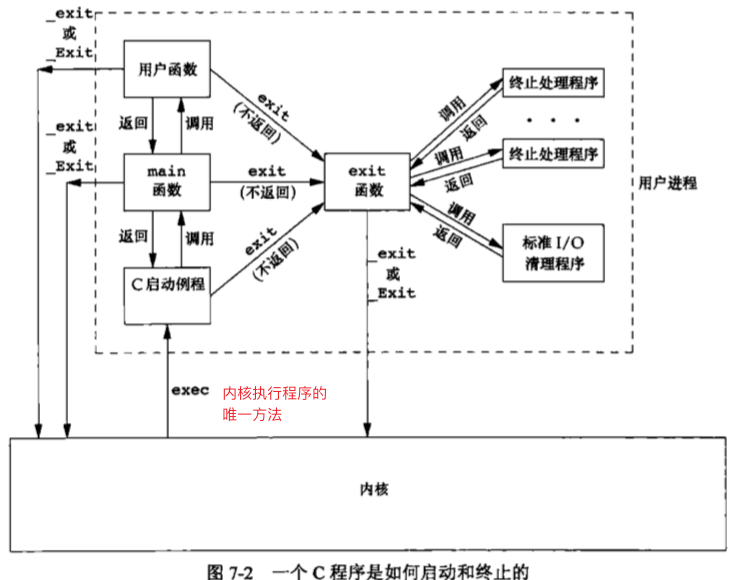 _exit
或
_Exit
用户函数
exit
(不返回)
返回
调用
_exit
或
_Exit
main
函数
exit
(不返回)
返回
调用
C 启动例程
exit
(不返回)
exit
函数
调用
返回
终止处理程序
. . .
调用
返回
终止处理程序
调用
返回
标准 I/O
清理程序
用户进程
_exit
或
_Exit
exec
内核执行程序的
唯一方法
内核
图 7-2 一个 C 程序是如何启动和终止的